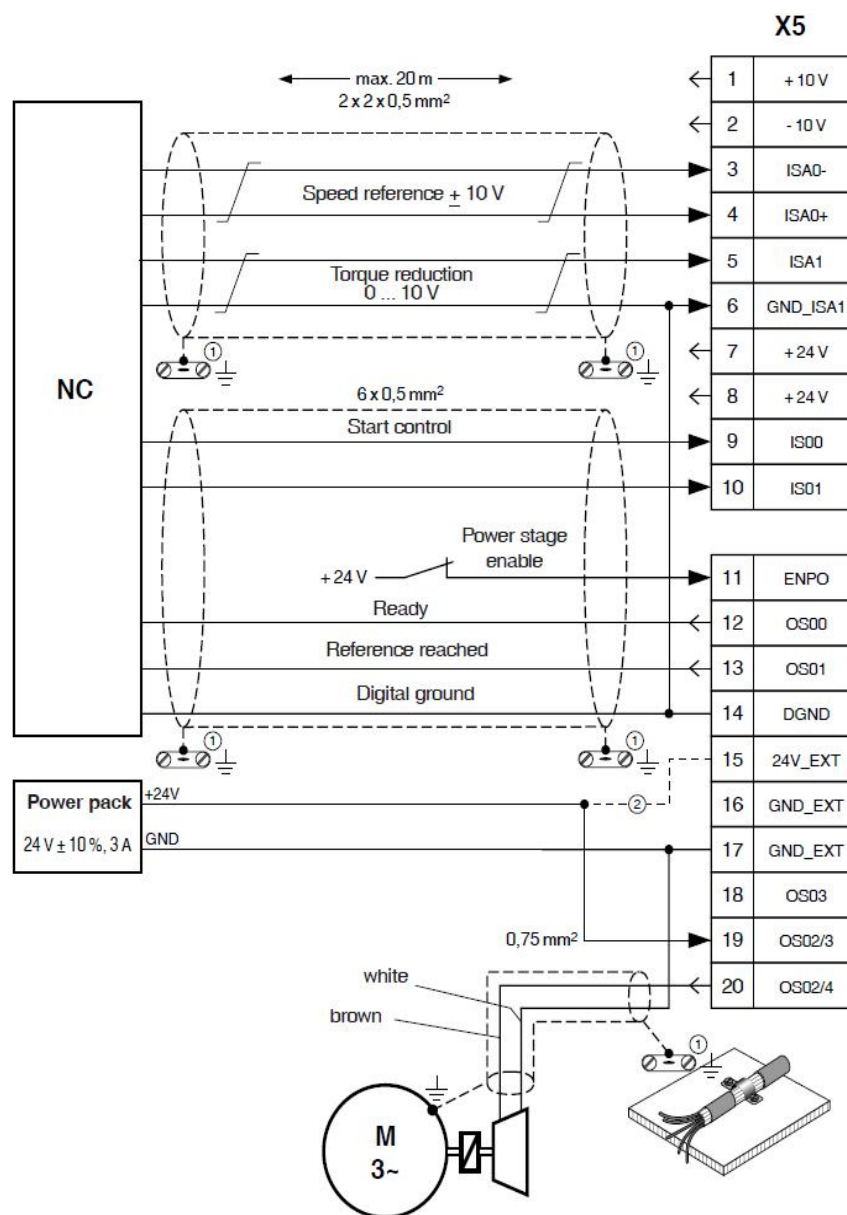 X5
max. 20 m
2 x 2 x 0,5 mm²
1 +10 V
2 -10 V
3 ISA0-
Speed reference ± 10 V
4 ISA0+
5 ISA1
Torque reduction
0 ... 10 V
6 GND_ISA1
1
1
7 +24 V
NC
6 x 0,5 mm²
8 +24 V
Start control
9 IS00
10 IS01
Power stage
enable
+24 V
11 ENPO
Ready
12 OS00
Reference reached
13 OS01
Digital ground
14 DGND
1
1
15 24V_EXT
Power pack
+24V
2
16 GND_EXT
24 V ± 10 %, 3 A
GND
17 GND_EXT
18 OS03
0,75 mm²
19 OS02/3
white
20 OS02/4
brown
1
M
3~